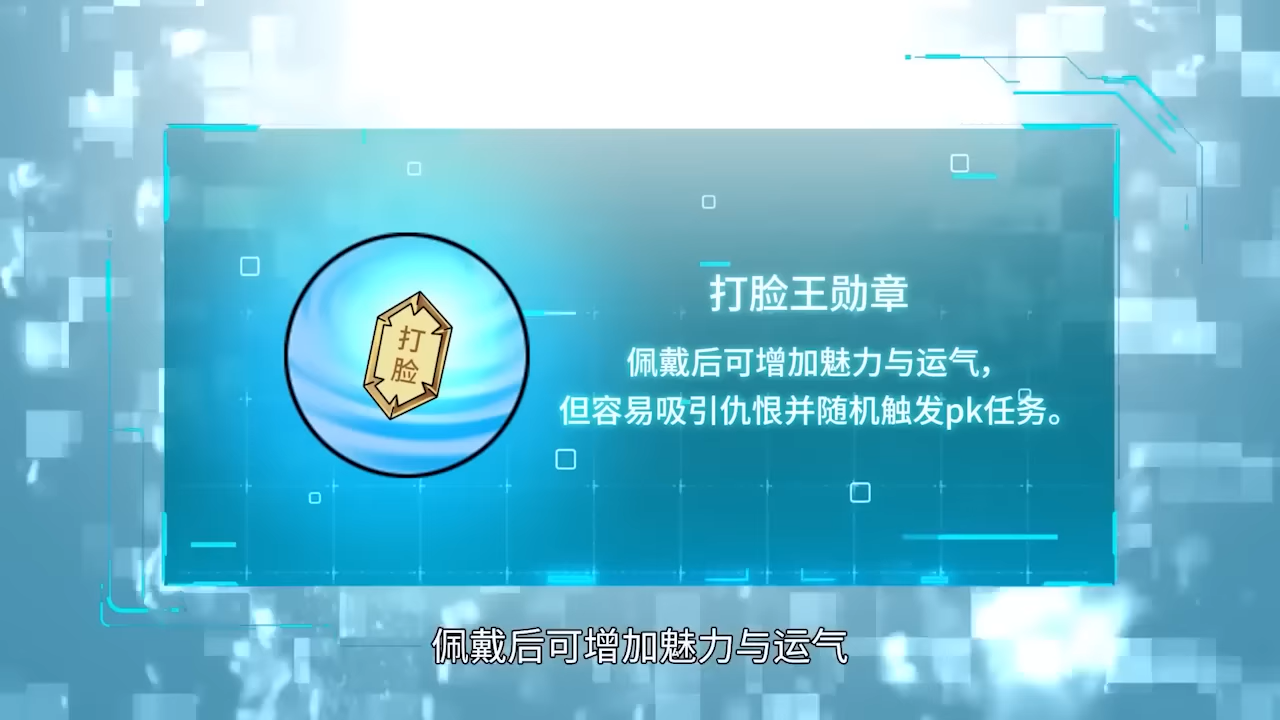 打脸
打脸王勋章
佩戴后可增加魅力与运气，
但容易吸引仇恨并随机触发pk任务。
佩戴后可增加魅力与运气